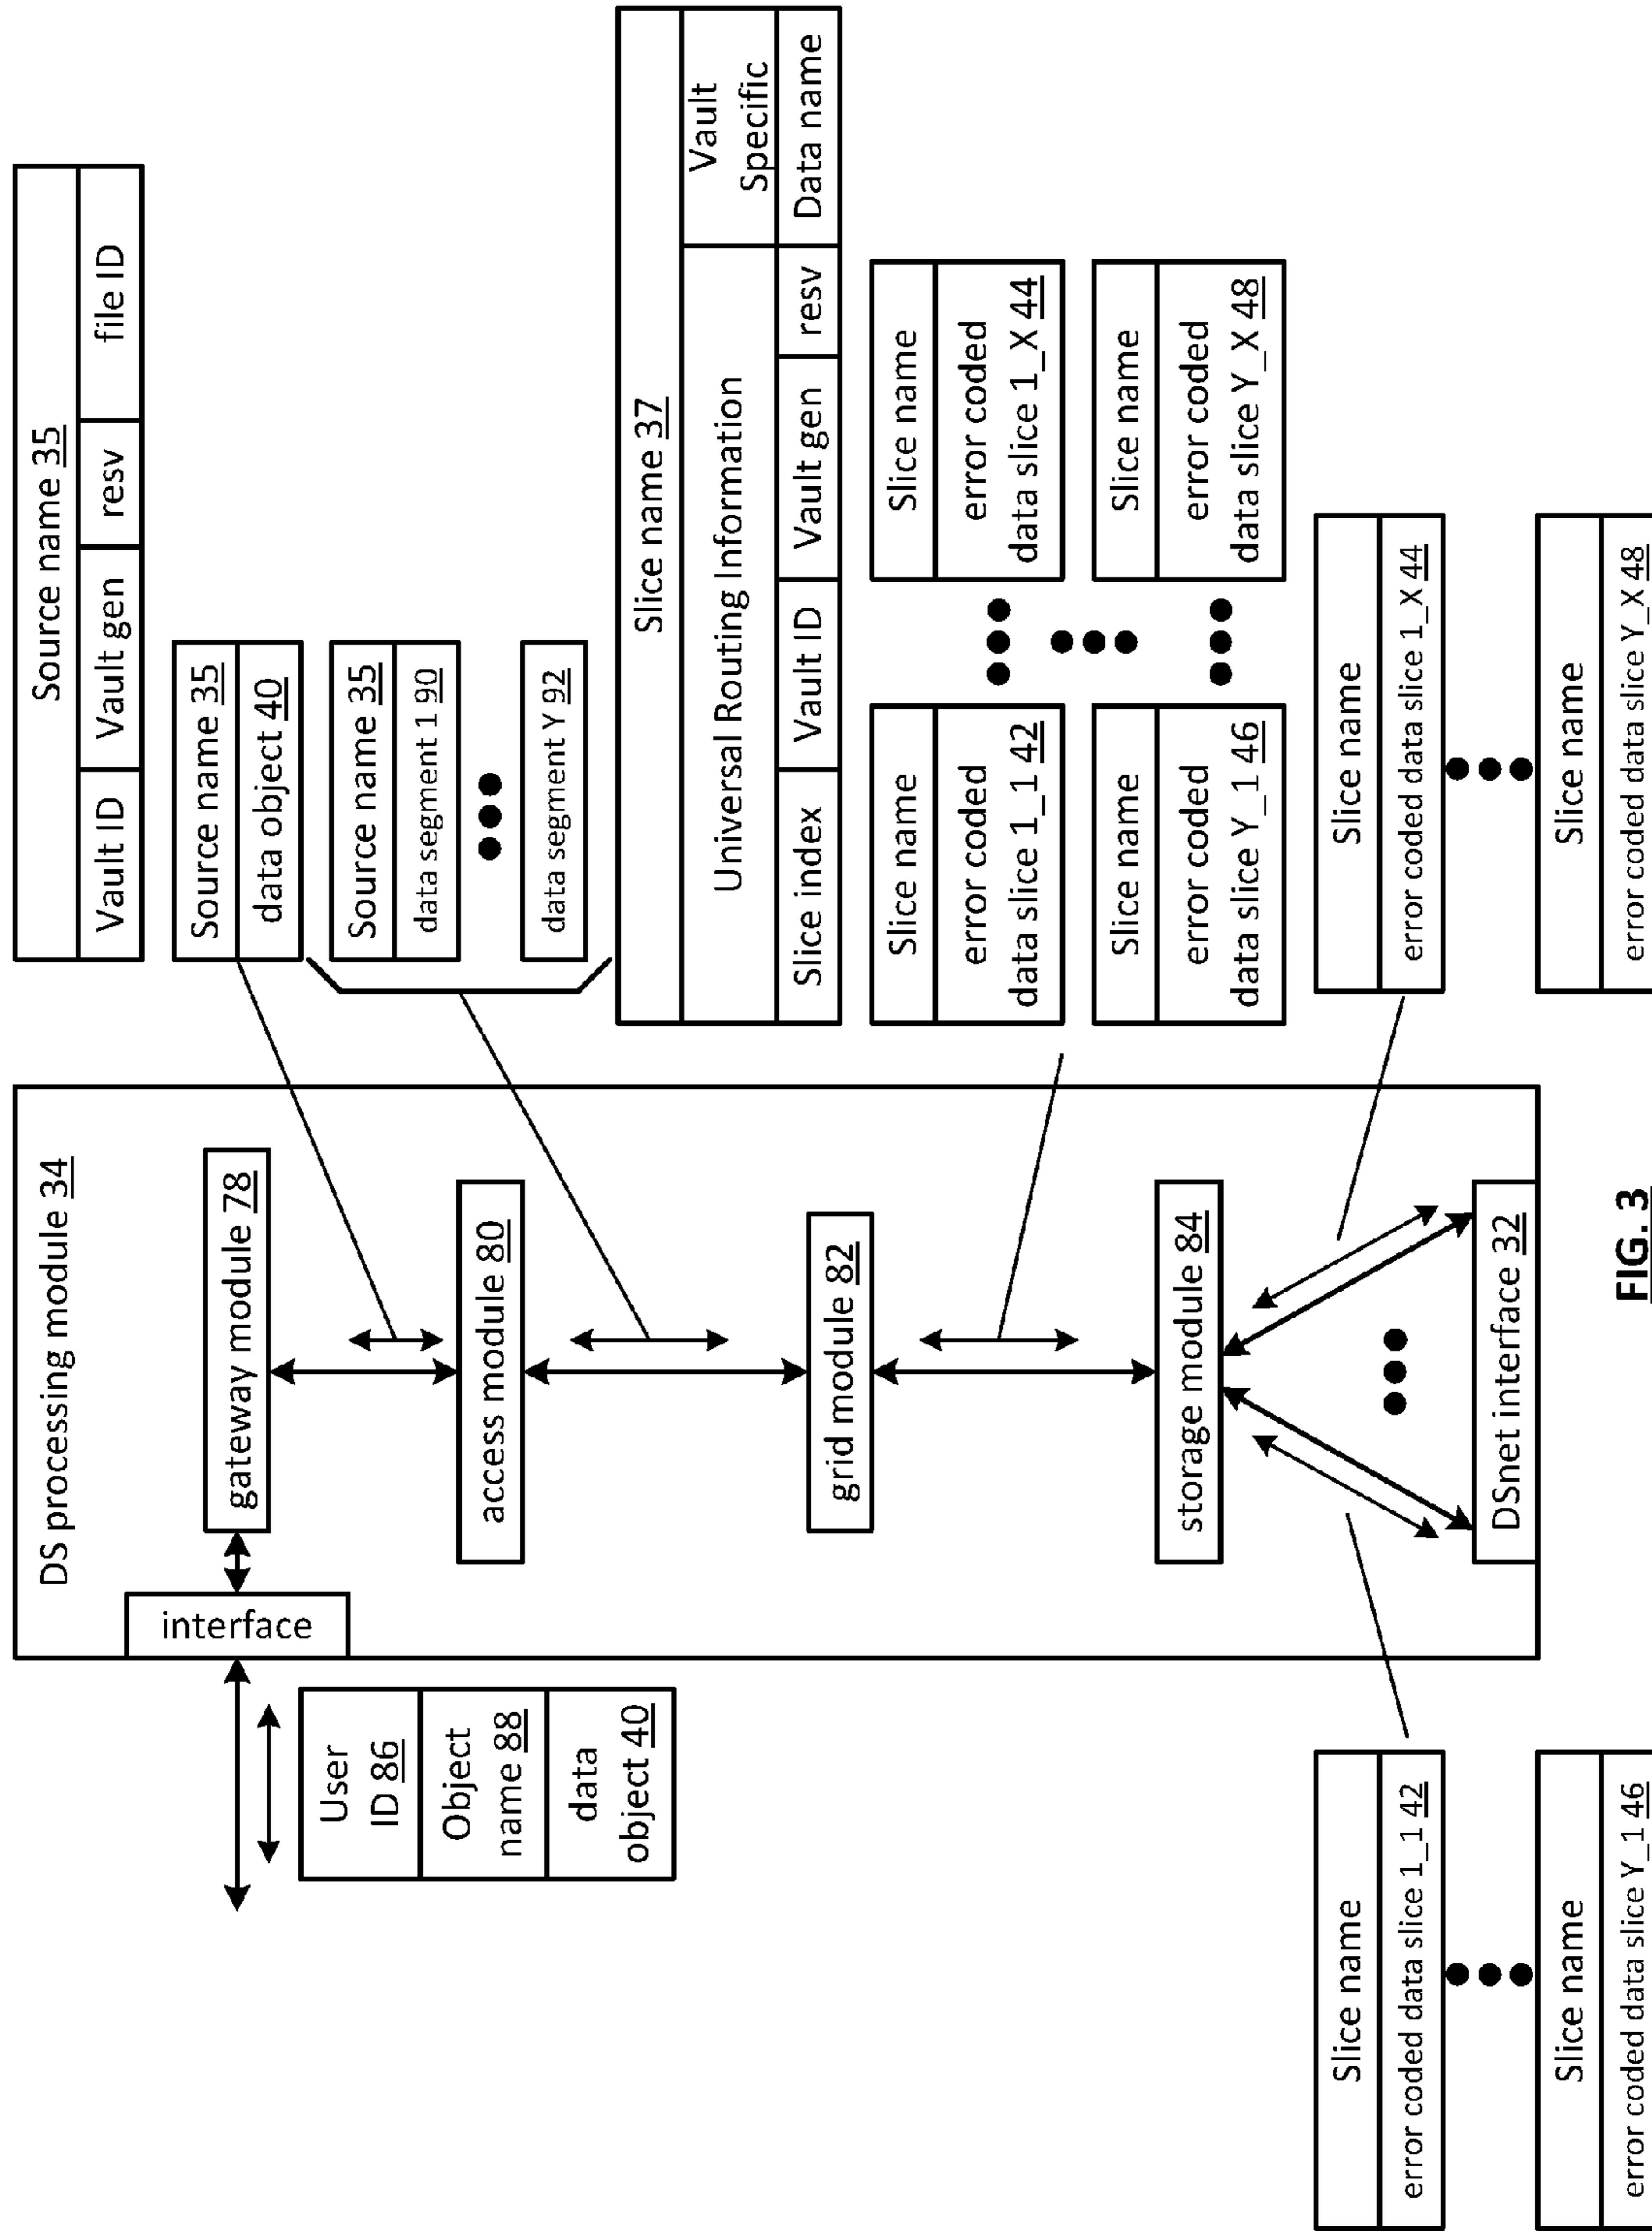 DS processing module 34
interface
gateway module 78
access module 80
grid module 82
storage module 84
DSnet interface 32
User
ID 86
Object
name 88
data
object 40
Source name 35
Vault ID
Vault gen
resv
file ID
Source name 35
data object 40
Source name 35
data segment 1 90
data segment Y 92
Slice name 37
Universal Routing Information
Vault
Specific
Slice index
Vault ID
Vault gen
resv
Data name
Slice name
error coded
data slice 1_1 42
Slice name
error coded
data slice 1_X 44
Slice name
error coded
data slice Y_1 46
Slice name
error coded
data slice Y_X 48
Slice name
error coded data slice 1_1 42
Slice name
error coded data slice Y_1 46
Slice name
error coded data slice 1_X 44
Slice name
error coded data slice Y_X 48
FIG. 3